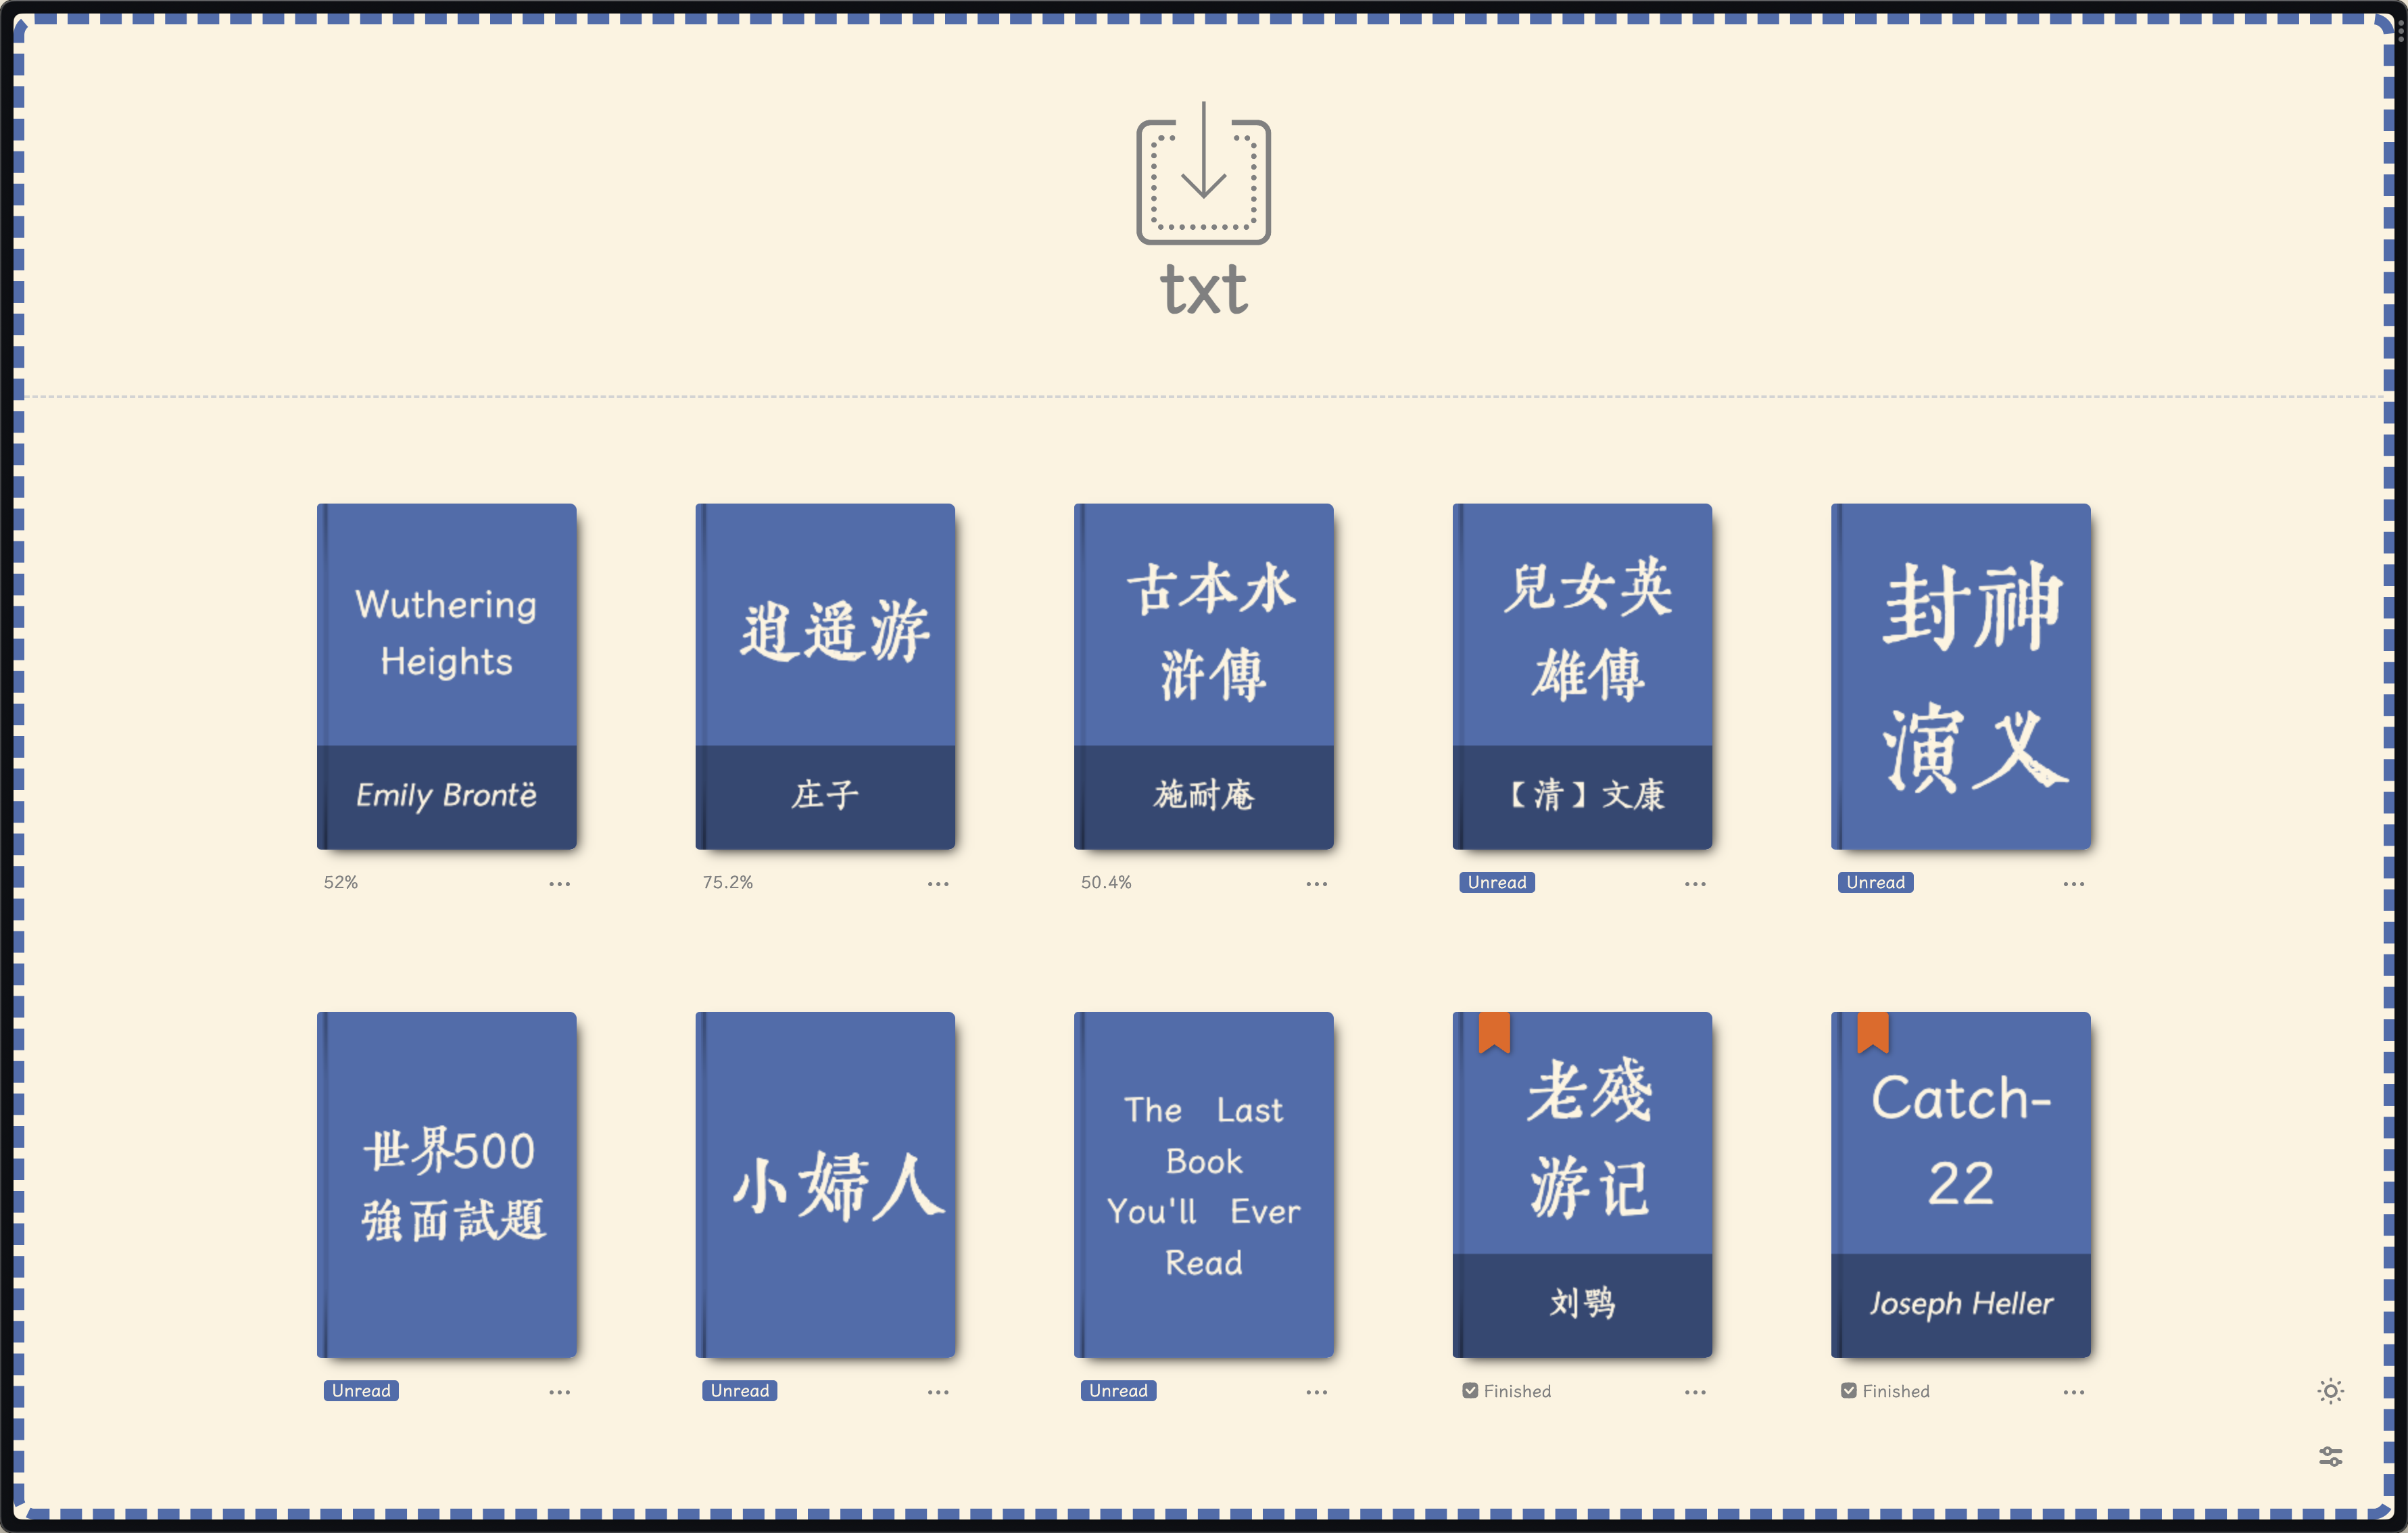 txt
Wuthering
Heights
Emily Brontë
52%
逍遥游
庄子
75.2%
古本水
滸傳
施耐庵
50.4%
兒女英
雄傳
【清】文康
Unread
封神
演义
Unread
世界500
強面試題
Unread
小婦人
Unread
The Last
Book
You'll Ever
Read
Unread
老殘
游记
刘鹗
Finished
Catch-
22
Joseph Heller
Finished